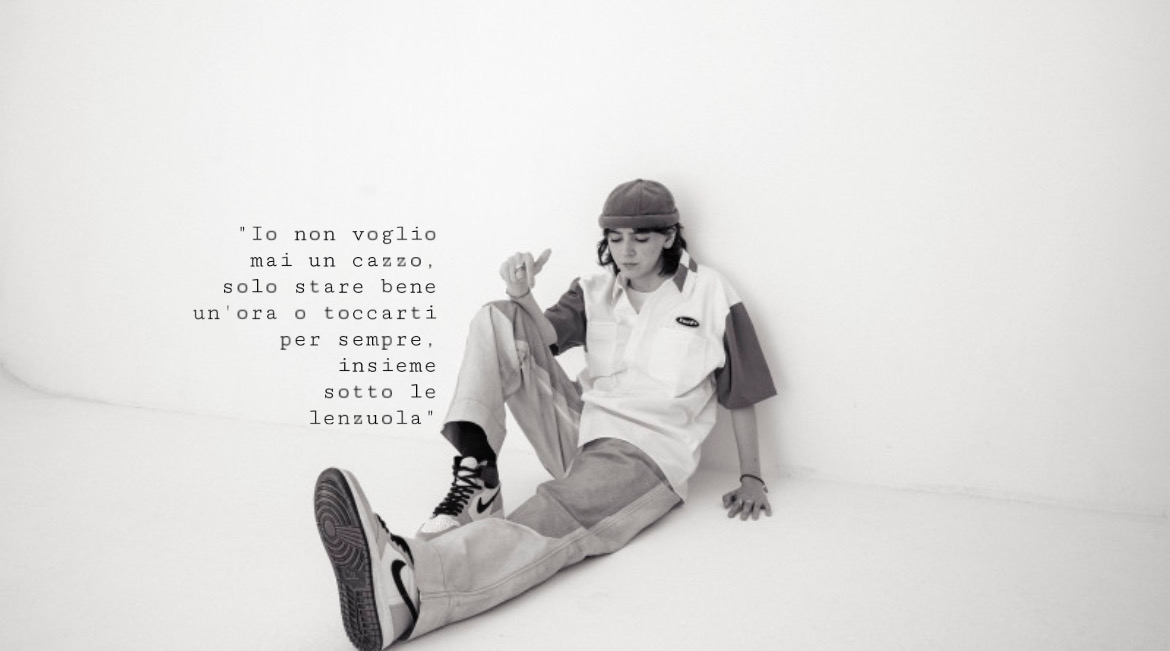 "Io non voglio
mai un cazzo,
solo stare bene
un'ora o toccarti
per sempre,
insieme
sotto le
lenzuola"